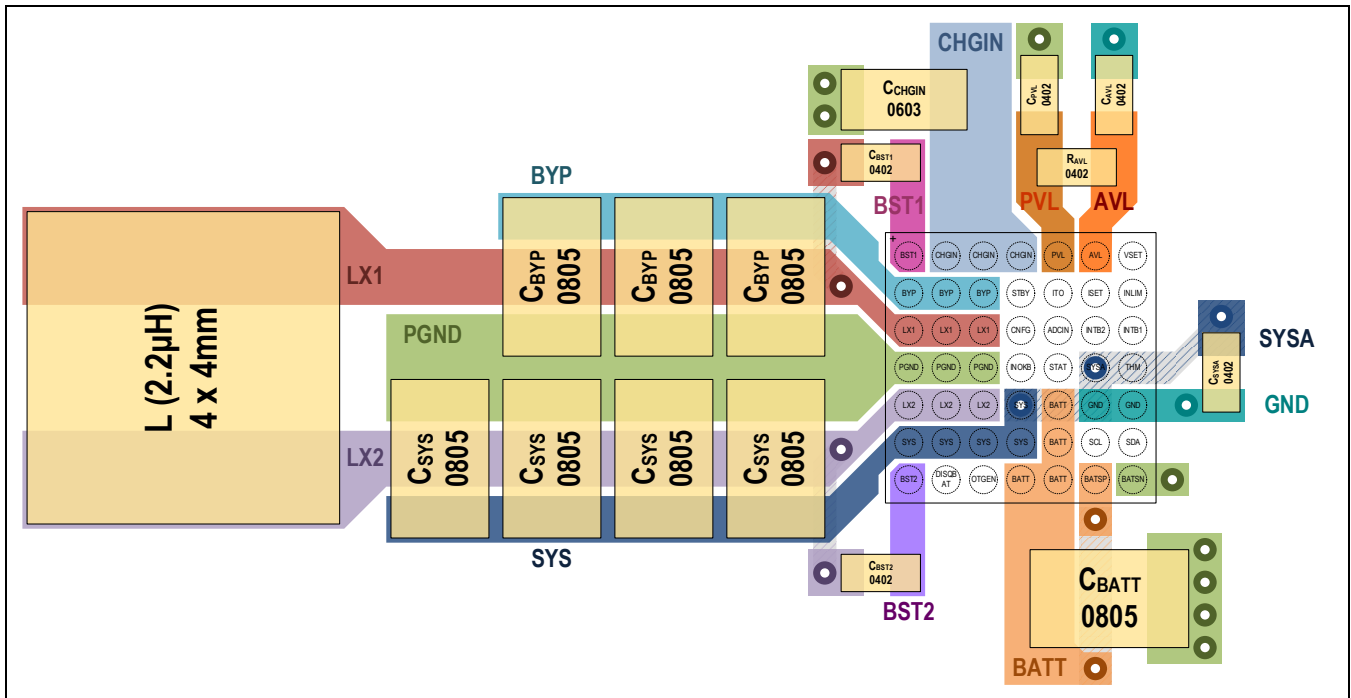 CHGIN
CCHGIN
0603
CPVL
0402
CAVL
0402
CBST1
0402
RAVL
0402
BYP
BST1
PVL
AVL
L (2.2µH)
4 x 4mm
LX1
CBYP
0805
CBYP
0805
CBYP
0805
+
BST1 CHGIN CHGIN CHGIN PVL AVL VSET
BYP BYP BYP STBY ITO ISET INLIM
LX1 LX1 LX1 CNFG ADCIN INTB2 INTB1
PGND
PGND PGND PGND INOKB STAT SYSA THM
SYSA
CSYSA
0402
LX2 LX2 LX2 SYS BATT GND GND
GND
LX2
CSYS
0805
CSYS
0805
CSYS
0805
CSYS
0805
SYS SYS SYS SYS BATT SCL SDA
BST2 DISQB
AT OTGEN BATT BATT BATSP BATSN
SYS
CBST2
0402
BST2
CBATT
0805
BATT